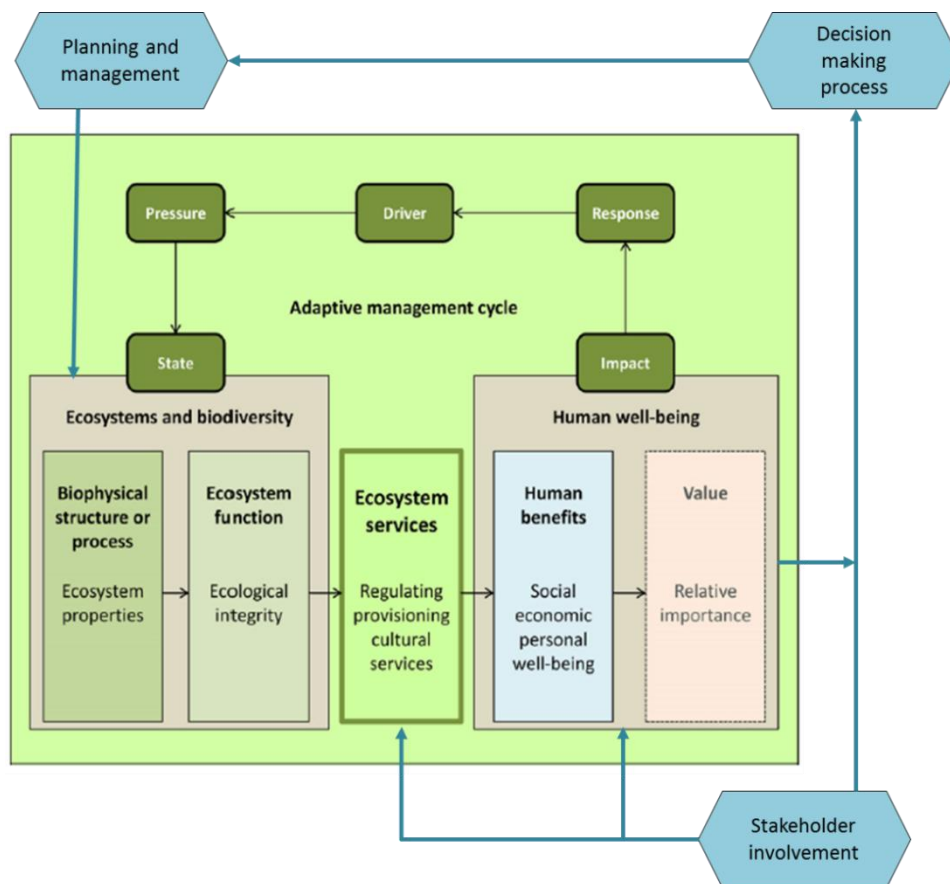 Planning and
management
Decision
making
process
Pressure
Driver
Response
Adaptive management cycle
State
Impact
Ecosystems and biodiversity
Human well-being
Biophysical
structure or
process
Ecosystem
properties
Ecosystem
function
Ecological
integrity
Ecosystem
services
Regulating
provisioning
cultural
services
Human
benefits
Social
economic
personal
well-being
Value
Relative
importance
Stakeholder
involvement